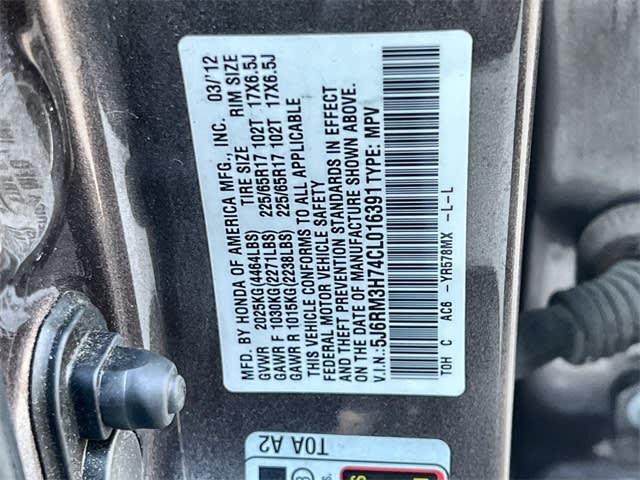 MFD. BY HONDA OF AMERICA MFG., INC. 03/'12
GVWR 2025KG(4464LBS) TIRE SIZE RIM SIZE
GAWR F 1030KG(2271LBS) 225/65R17 102T 17X6.5J
GAWR R 1015KG(2238LBS) 225/65R17 102T 17X6.5J
THIS VEHICLE CONFORMS TO ALL APPLICABLE
FEDERAL MOTOR VEHICLE SAFETY
AND THEFT PREVENTION STANDARDS IN EFFECT
ON THE DATE OF MANUFACTURE SHOWN ABOVE.
V.I.N.: 5J6RM3H74CL016391 TYPE: MPV
TOH C AC6 -YR578MX -L-L
T0A A2